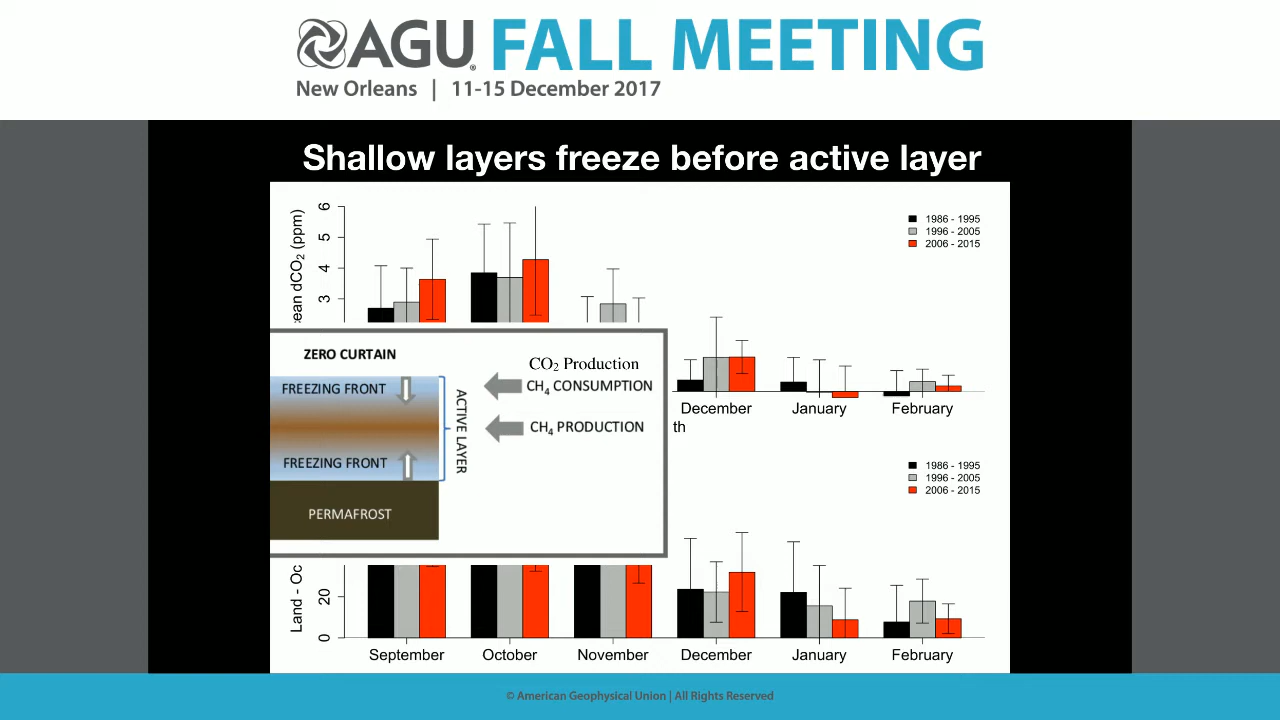 AGU FALL MEETING
New Orleans | 11-15 December 2017
Shallow layers freeze before active layer
6
5
4
3
ean dCO₂ (ppm)
1986 - 1995
1996 - 2005
2006 - 2015
ZERO CURTAIN
FREEZING FRONT
FREEZING FRONT
ACTIVE LAYER
PERMAFROST
CO₂ Production
CH₄ CONSUMPTION
CH₄ PRODUCTION
December January February
th
1986 - 1995
1996 - 2005
2006 - 2015
Land - Oc
20
0
September October November December January February
© American Geophysical Union | All Rights Reserved